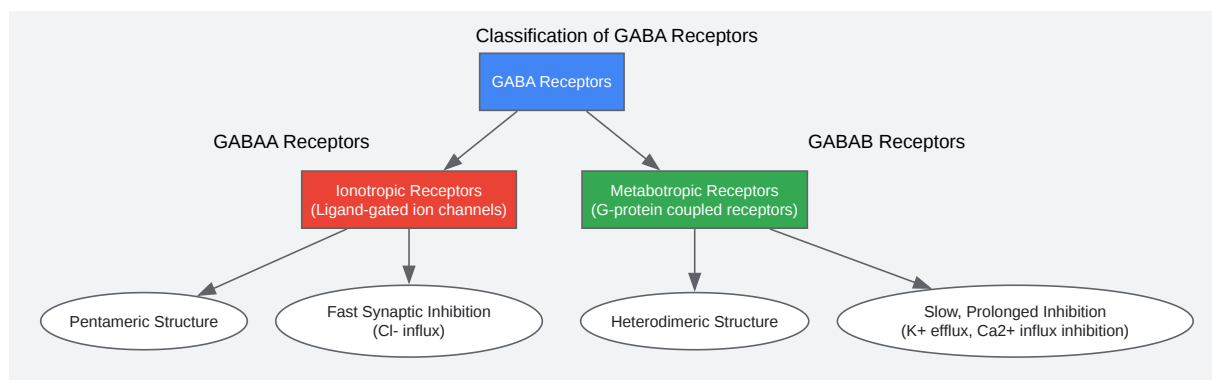 Classification of GABA Receptors
GABA Receptors
GABAA Receptors
GABAB Receptors
Ionotropic Receptors
(Ligand-gated ion channels)
Metabotropic Receptors
(G-protein coupled receptors)
Pentameric Structure
Fast Synaptic Inhibition
(Cl- influx)
Heterodimeric Structure
Slow, Prolonged Inhibition
(K+ efflux, Ca2+ influx inhibition)